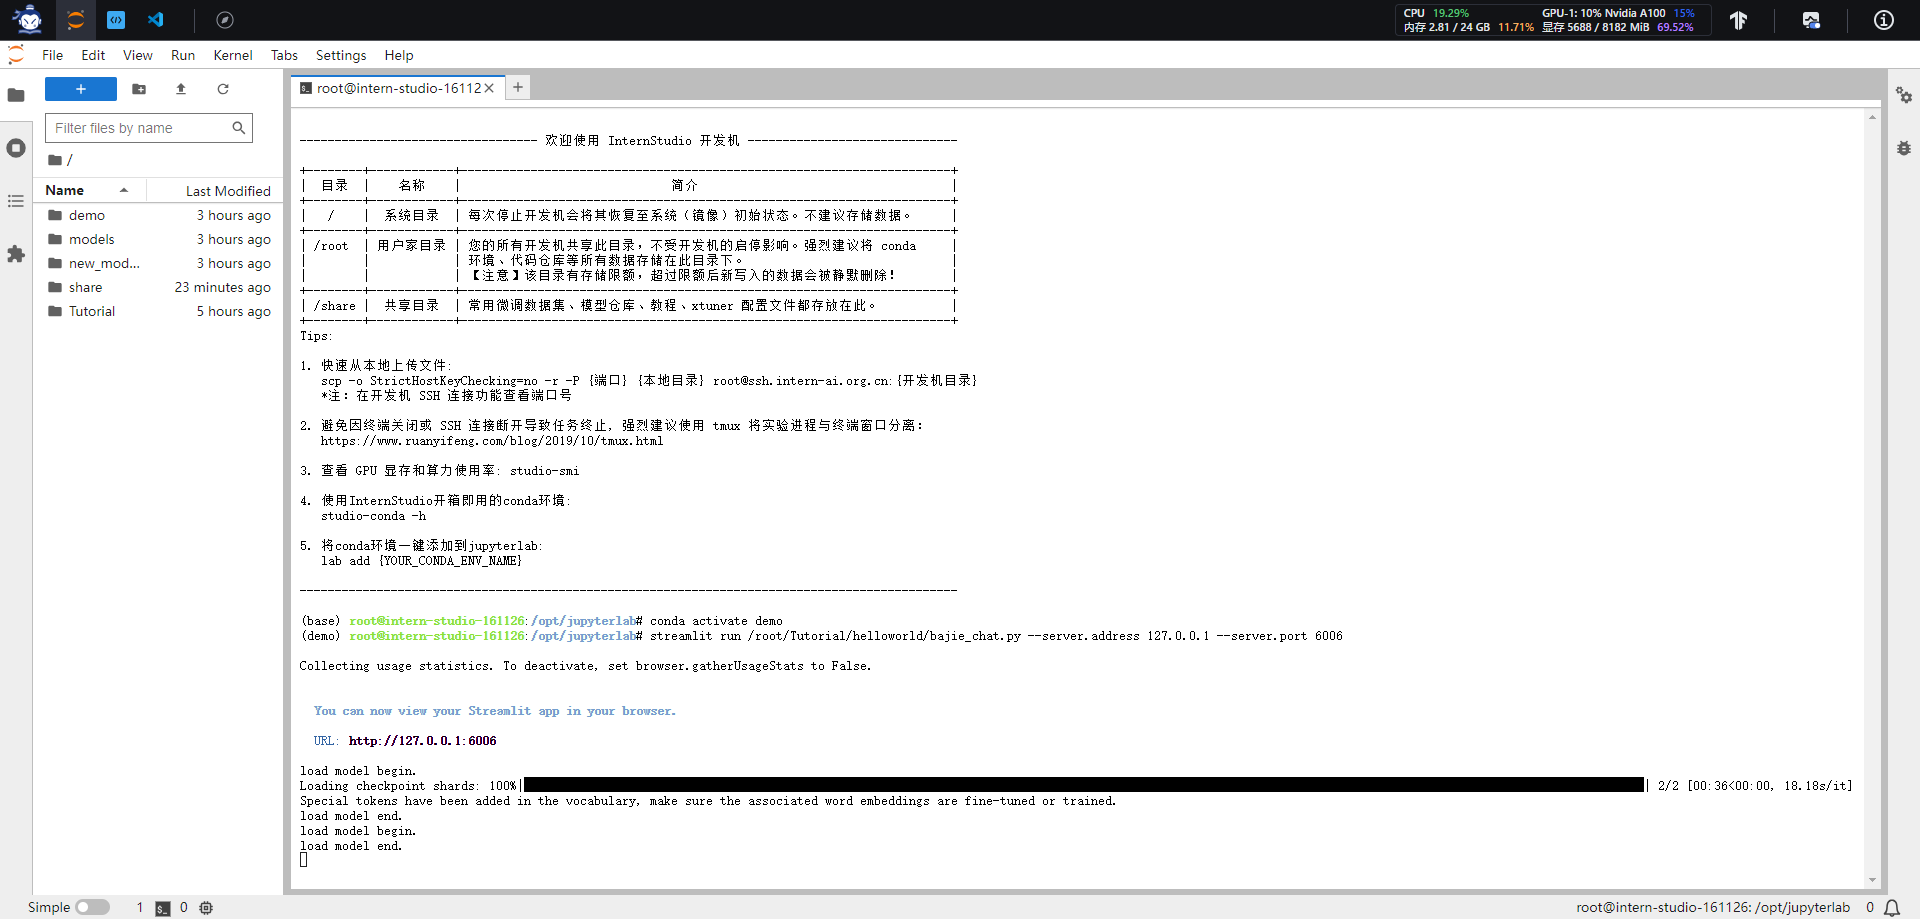 CPU 19.29% GPU-1: 10% Nvidia A100 15%
内存 2.81 / 24 GB 11.71% 显存 5688 / 8182 MiB 69.52%
File Edit View Run Kernel Tabs Settings Help
+
root@intern-studio-16112
Filter files by name
/
Name Last Modified
demo 3 hours ago
models 3 hours ago
new_mod... 3 hours ago
share 23 minutes ago
Tutorial 5 hours ago
---------------------------------- 欢迎使用 InternStudio 开发机 ------------------------------
+--------+------------+----------------------------------------------------------------------+
| 目录 | 名称 | 简介 |
+--------+------------+----------------------------------------------------------------------+
| / | 系统目录 | 每次停止开发机会将其恢复至系统（镜像）初始状态。不建议存储数据。 |
+--------+------------+----------------------------------------------------------------------+
| /root | 用户家目录 | 您的所有开发机共享此目录，不受开发机的启停影响。强烈建议将 conda |
| | | 环境、代码仓库等所有数据存储在此目录下。 |
| | | 【注意】该目录有存储限额，超过限额后新写入的数据会被静默删除！ |
+--------+------------+----------------------------------------------------------------------+
| /share | 共享目录 | 常用微调数据集、模型仓库、教程、xtuner 配置文件都存放在此。 |
+--------+------------+----------------------------------------------------------------------+
Tips:
1. 快速从本地上传文件:
scp -o StrictHostKeyChecking=no -r -P {端口} {本地目录} root@ssh.intern-ai.org.cn:{开发机目录}
*注: 在开发机 SSH 连接功能查看端口号
2. 避免因终端关闭或 SSH 连接断开导致任务终止, 强烈建议使用 tmux 将实验进程与终端窗口分离:
https://www.ruanyifeng.com/blog/2019/10/tmux.html
3. 查看 GPU 显存和算力使用率: studio-smi
4. 使用InternStudio开箱即用的conda环境:
studio-conda -h
5. 将conda环境一键添加到jupyterlab:
lab add {YOUR_CONDA_ENV_NAME}
----------------------------------------------------------------------------------------------
(base) root@intern-studio-161126:/opt/jupyterlab# conda activate demo
(demo) root@intern-studio-161126:/opt/jupyterlab# streamlit run /root/Tutorial/helloworld/bajie_chat.py --server.address 127.0.0.1 --server.port 6006
Collecting usage statistics. To deactivate, set browser.gatherUsageStats to False.
You can now view your Streamlit app in your browser.
URL: http://127.0.0.1:6006
load model begin.
Loading checkpoint shards: 100%| | 2/2 [00:36<00:00, 18.18s/it]
Special tokens have been added in the vocabulary, make sure the associated word embeddings are fine-tuned or trained.
load model end.
load model begin.
load model end.
Simple 1 0 root@intern-studio-161126: /opt/jupyterlab 0